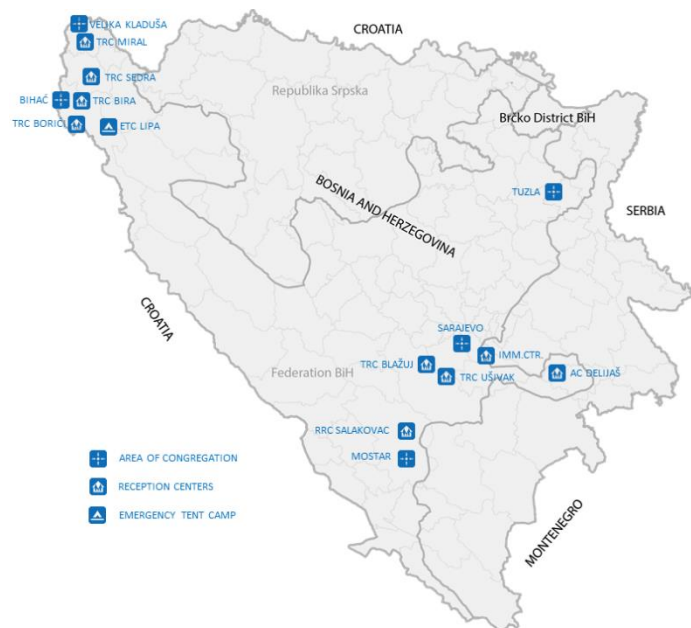 VELIKA KLADUŠA
TRC MIRAL
TRC SEDRA
BIHAĆ
TRC BIRA
TRC BORICI
ETC LIPA
CROATIA
Republika Srpska
Brčko District BiH
BOSNIA AND HERZEGOVINA
TUZLA
SERBIA
CROATIA
SARAJEVO
IMM.CTR.
TRC BLAŽUJ
TRC UŠIVAK
AC DELIJAŠ
Federation BiH
RRC SALAKOVAC
MOSTAR
MONTENEGRO
AREA OF CONGREGATION
RECEPTION CENTERS
EMERGENCY TENT CAMP